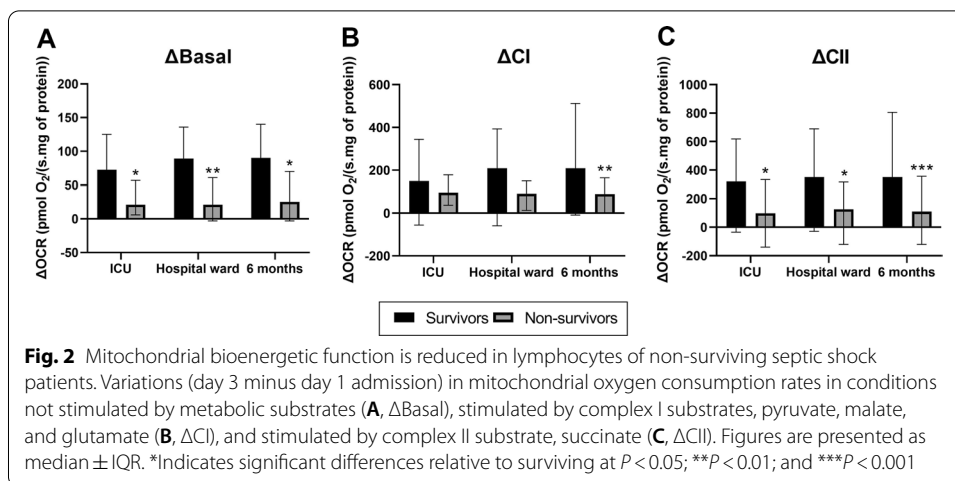 A
ΔBasal
ΔOCR (pmol O₂/(s.mg of protein))
200
150
100
50
0
-50
*
**
*
ICU
Hospital ward
6 months
B
ΔCI
ΔOCR (pmol O₂/(s.mg of protein))
600
400
200
0
-200
**
ICU
Hospital ward
6 months
C
ΔCII
ΔOCR (pmol O₂/(s.mg of protein))
1000
800
600
400
200
0
-200
*
*
***
ICU
Hospital ward
6 months
Survivors
Non-survivors
Fig. 2 Mitochondrial bioenergetic function is reduced in lymphocytes of non-surviving septic shock
patients. Variations (day 3 minus day 1 admission) in mitochondrial oxygen consumption rates in conditions
not stimulated by metabolic substrates (A, ΔBasal), stimulated by complex I substrates, pyruvate, malate,
and glutamate (B, ΔCI), and stimulated by complex II substrate, succinate (C, ΔCII). Figures are presented as
median ± IQR. *Indicates significant differences relative to surviving at P < 0.05; **P < 0.01; and ***P < 0.001